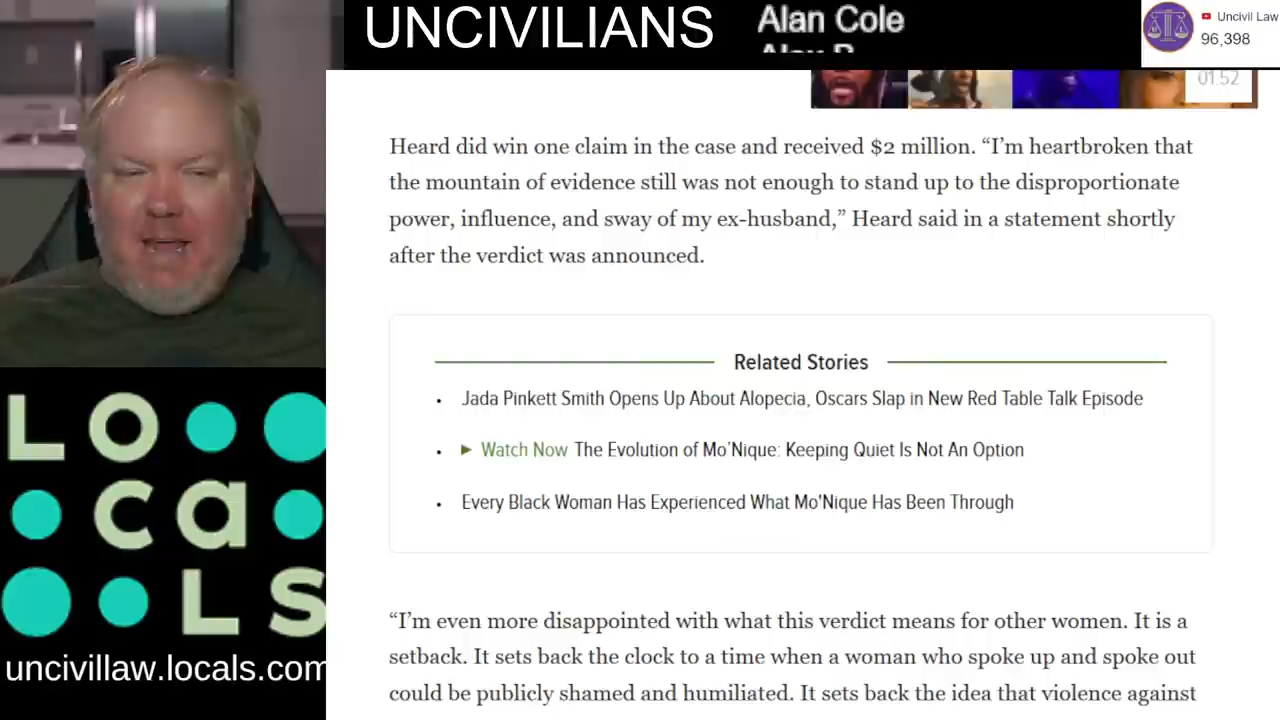 UNCIVILIANS
Alan Cole
Alex B
Uncivil Law
96,398
01:52
Heard did win one claim in the case and received $2 million. “I’m heartbroken that
the mountain of evidence still was not enough to stand up to the disproportionate
power, influence, and sway of my ex-husband,” Heard said in a statement shortly
after the verdict was announced.
Related Stories
• Jada Pinkett Smith Opens Up About Alopecia, Oscars Slap in New Red Table Talk Episode
• ▶ Watch Now The Evolution of Mo’Nique: Keeping Quiet Is Not An Option
• Every Black Woman Has Experienced What Mo'Nique Has Been Through
“I’m even more disappointed with what this verdict means for other women. It is a
setback. It sets back the clock to a time when a woman who spoke up and spoke out
could be publicly shamed and humiliated. It sets back the idea that violence against
LO
ca
LS
uncivillaw.locals.com